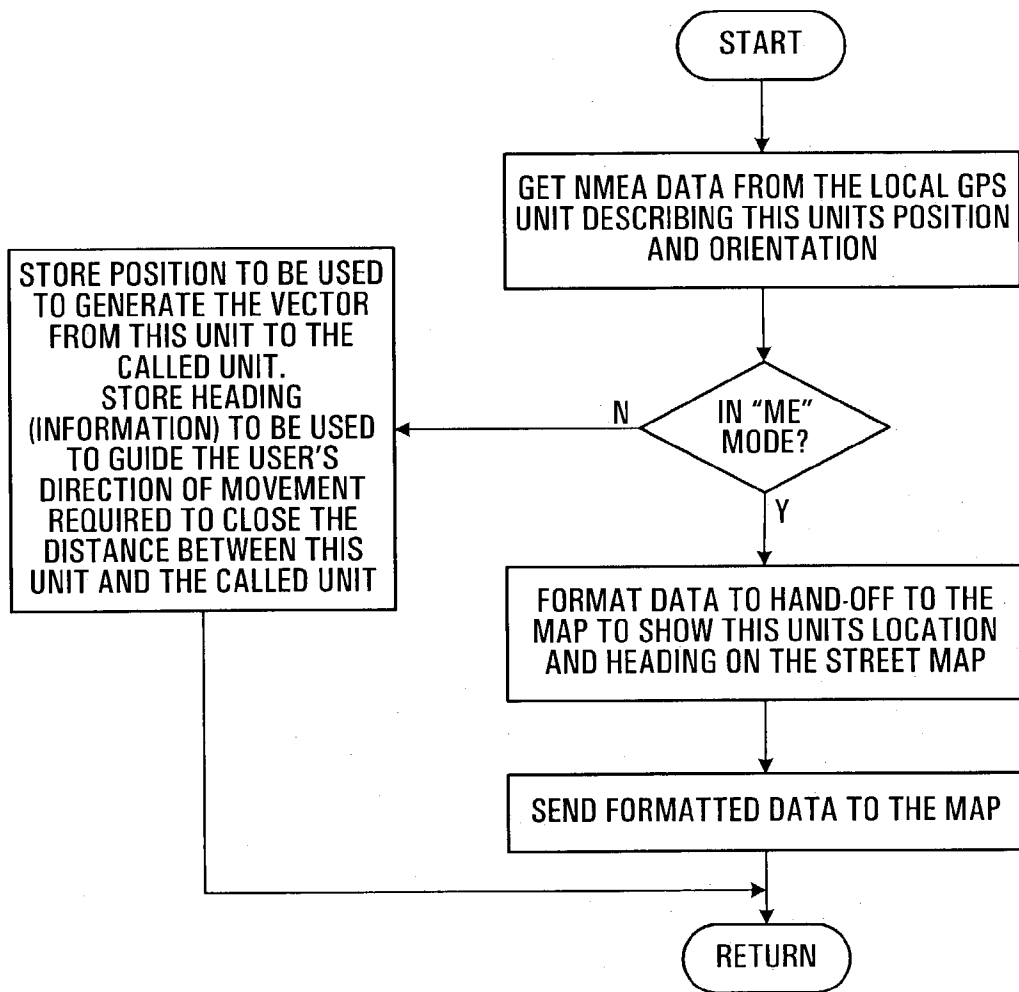 START
GET NMEA DATA FROM THE LOCAL GPS
UNIT DESCRIBING THIS UNITS POSITION
AND ORIENTATION
IN "ME"
MODE?
N
Y
STORE POSITION TO BE USED
TO GENERATE THE VECTOR
FROM THIS UNIT TO THE
CALLED UNIT.
STORE HEADING
(INFORMATION) TO BE USED
TO GUIDE THE USER'S
DIRECTION OF MOVEMENT
REQUIRED TO CLOSE THE
DISTANCE BETWEEN THIS
UNIT AND THE CALLED UNIT
FORMAT DATA TO HAND-OFF TO THE
MAP TO SHOW THIS UNITS LOCATION
AND HEADING ON THE STREET MAP
SEND FORMATTED DATA TO THE MAP
RETURN